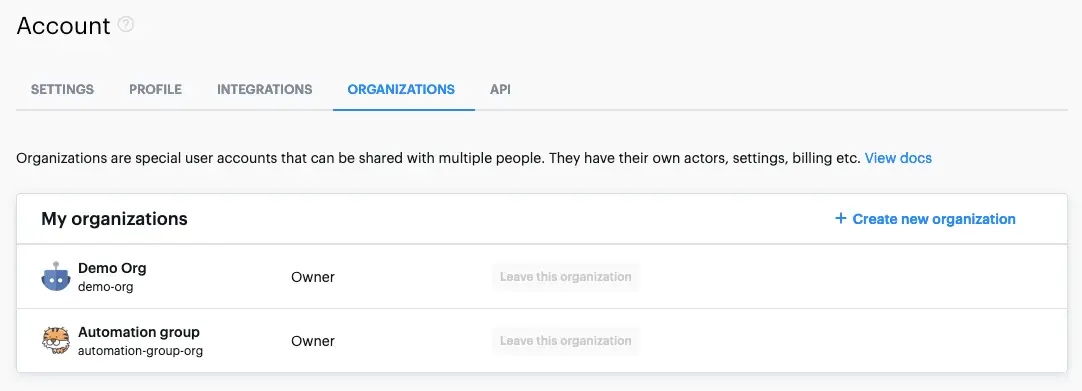 Account ?
SETTINGS PROFILE INTEGRATIONS ORGANIZATIONS API
Organizations are special user accounts that can be shared with multiple people. They have their own actors, settings, billing etc. View docs
My organizations + Create new organization
Demo Org
demo-org
Owner Leave this organization
Automation group
automation-group-org
Owner Leave this organization